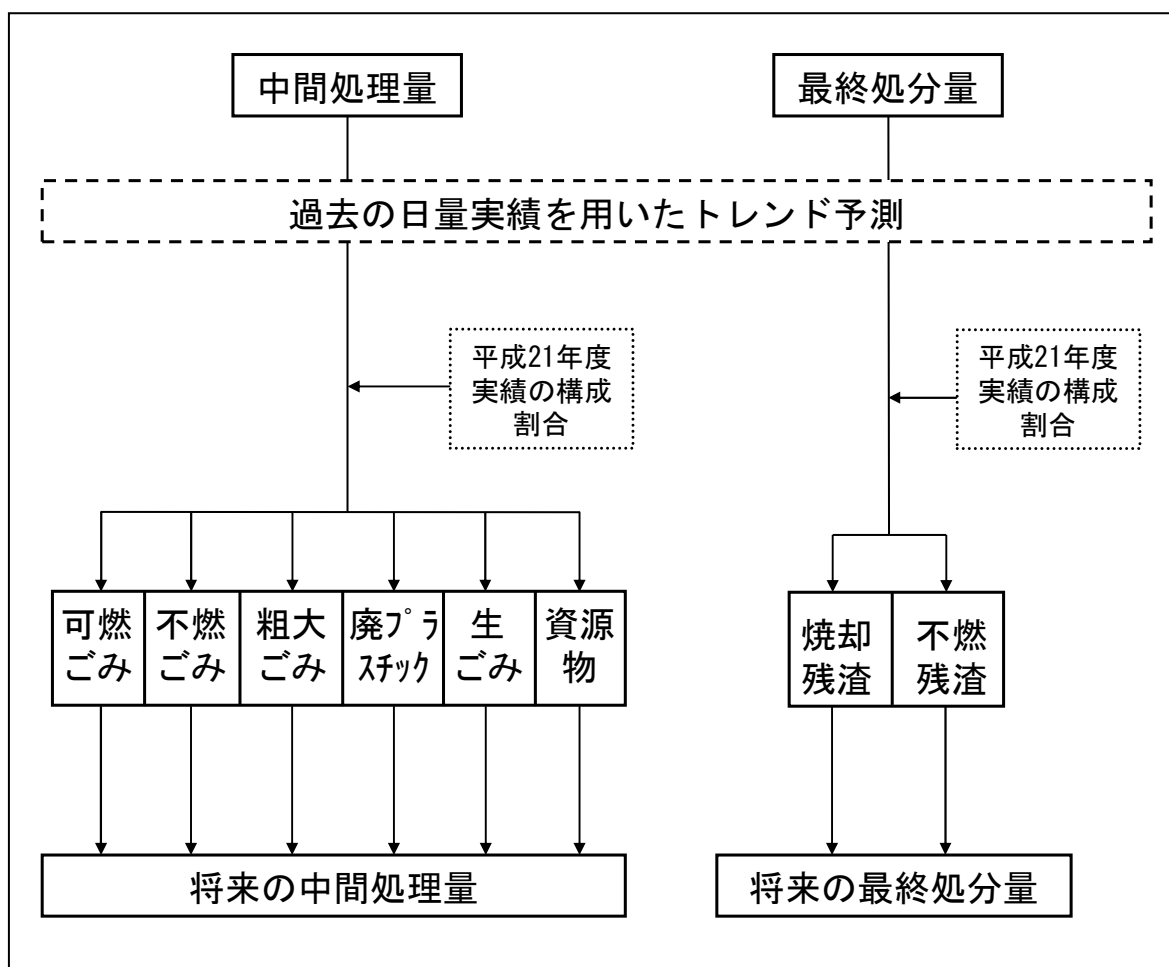 中間処理量
最終処分量
過去の日量実績を用いたトレンド予測
平成21年度
実績の構成
割合
平成21年度
実績の構成
割合
可燃
ごみ
不燃
ごみ
粗大
ごみ
廃ﾌﾟﾗ
ｽﾁｯｸ
生
ごみ
資源
物
焼却
残渣
不燃
残渣
将来の中間処理量
将来の最終処分量